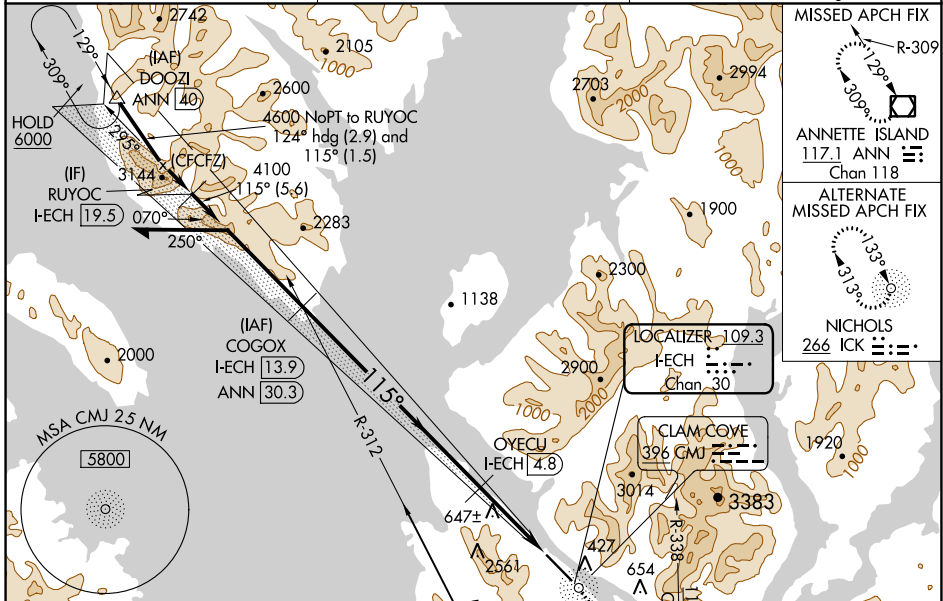 2742
129°
309°
(IAF)
DOOZI
ANN 40
2105
1000
2600
HOLD
6000
295°
4600 NoPT to RUYOC
124° hdg (2.9) and
115° (1.5)
(CFCFZ)
3144
4100
115° (5.6)
(IF)
RUYOC
I-ECH 19.5
070°
250°
2283
2703
2000
2994
1900
2300
1138
2000
(IAF)
COGOX
I-ECH 13.9
ANN 30.3
115°
R-312
2900
1000
2000
LOCALIZER 109.3
I-ECH
Chan 30
CLAM COVE
396 CMJ
OYECU
I-ECH 4.8
3014
3383
1920
1000
MSA CMJ 25 NM
5800
647±
2561
427
654
R-338
MISSED APCH FIX
R-309
129°
309°
ANNETTE ISLAND
117.1 ANN
Chan 118
ALTERNATE
MISSED APCH FIX
133°
313°
NICHOLS
266 ICK